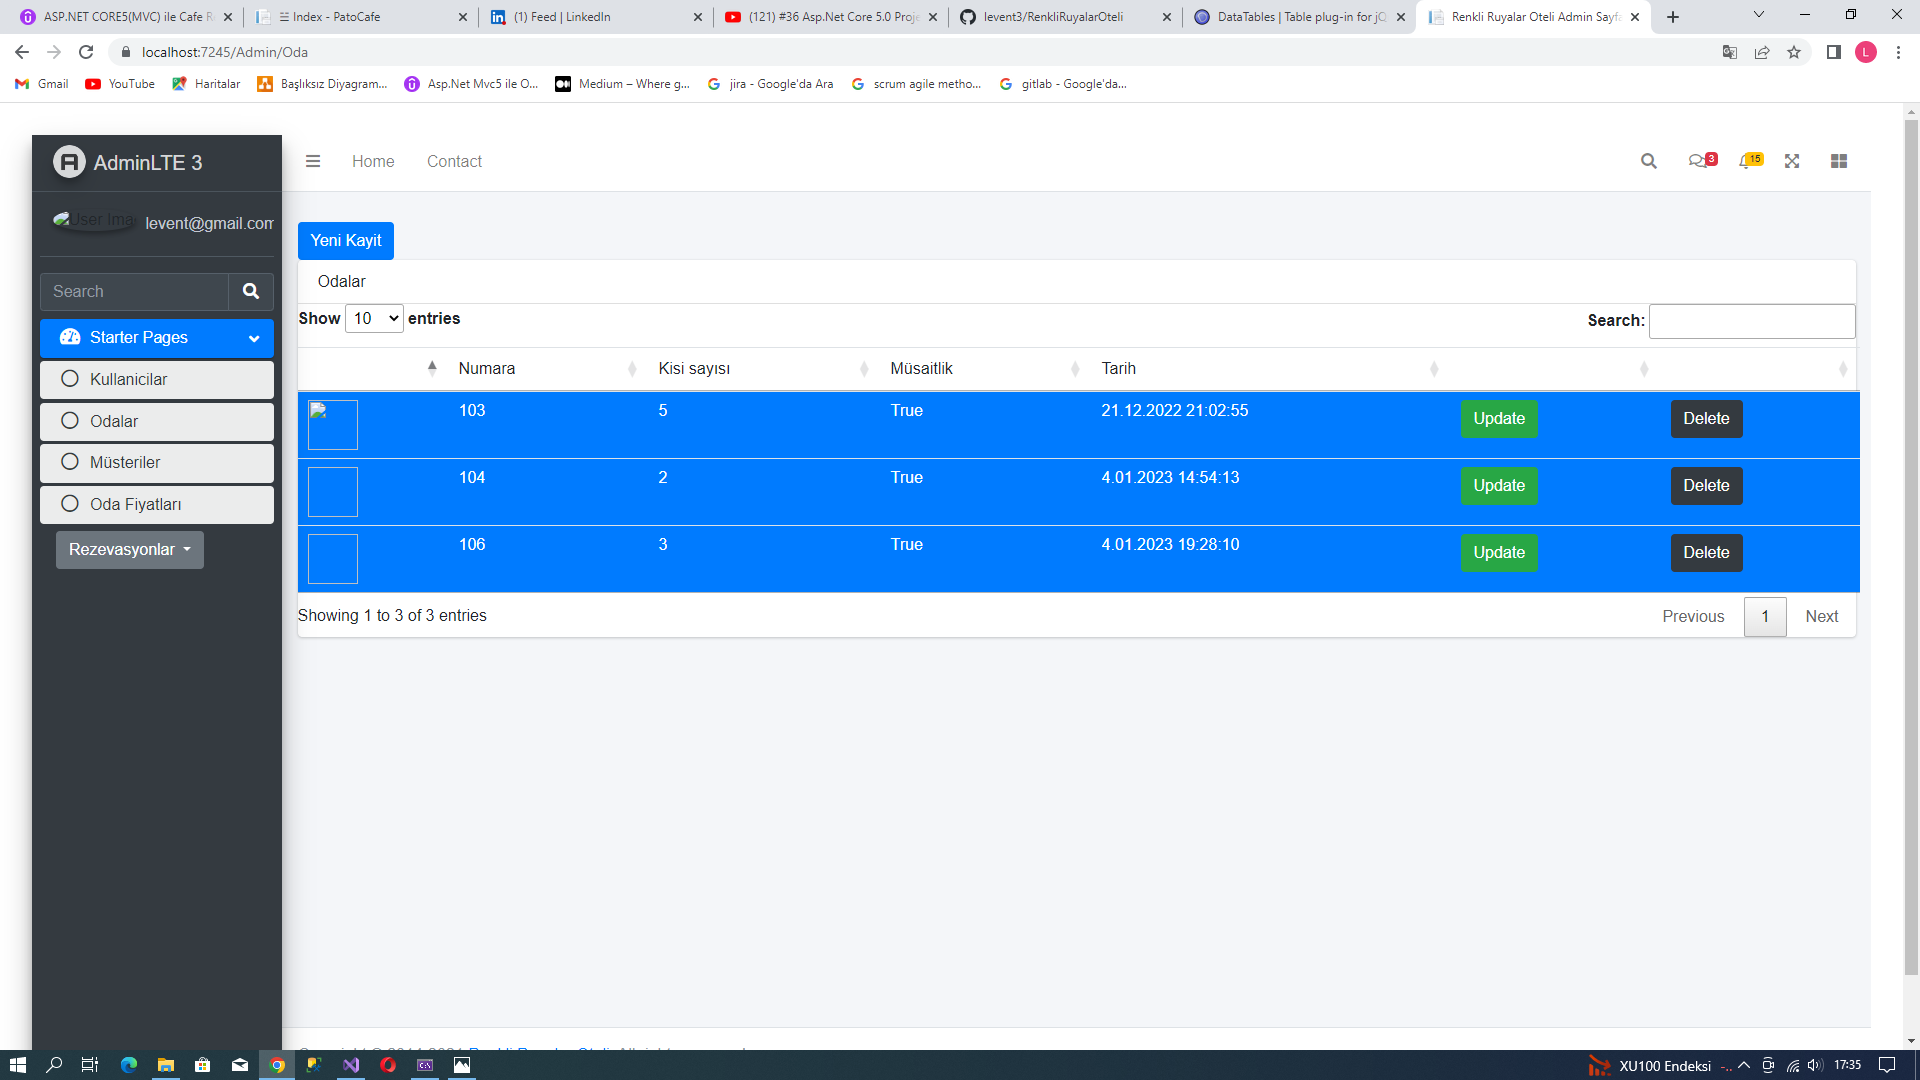 ASP.NET CORE5(MVC) ile Cafe R
Index - PatoCafe
(1) Feed | LinkedIn
(121) #36 Asp.Net Core 5.0 Proje
levent3/RenkliRuyalarOteli
DataTables | Table plug-in for jQ
Renkli Ruyalar Oteli Admin Sayfa
localhost:7245/Admin/Oda
L
Gmail
YouTube
Haritalar
Başlıksız Diyagram...
Asp.Net Mvc5 ile O...
Medium – Where g...
jira - Google'da Ara
scrum agile metho...
gitlab - Google'da...
AdminLTE 3
Home
Contact
3
15
User Ima
levent@gmail.com
Search
Starter Pages
Kullanicilar
Odalar
Müsteriler
Oda Fiyatları
Rezevasyonlar
Yeni Kayit
Odalar
Show 10 entries
Search:
Numara Kisi sayısı Müsaitlik Tarih
103 5 True 21.12.2022 21:02:55 Update Delete
104 2 True 4.01.2023 14:54:13 Update Delete
106 3 True 4.01.2023 19:28:10 Update Delete
Showing 1 to 3 of 3 entries
Previous 1 Next
XU100 Endeksi -..
17:35